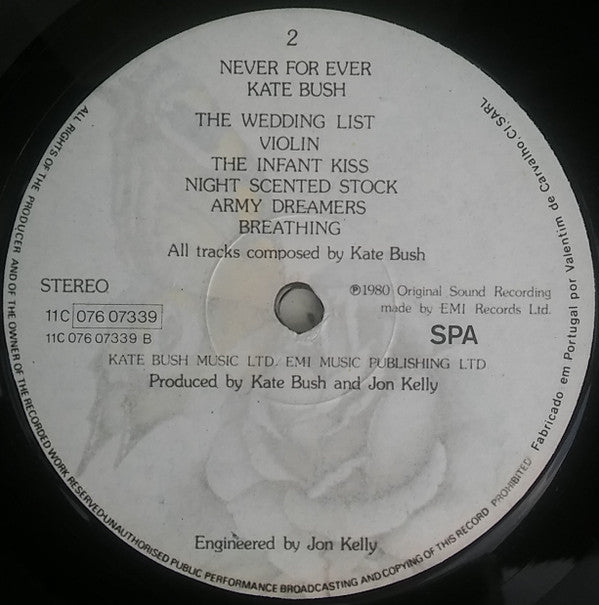 2
NEVER FOR EVER
KATE BUSH
THE WEDDING LIST
VIOLIN
THE INFANT KISS
NIGHT SCENTED STOCK
ARMY DREAMERS
BREATHING
All tracks composed by Kate Bush
STEREO
11C 076 07339
11C 076 07339 B
℗1980 Original Sound Recording
made by EMI Records Ltd.
SPA
KATE BUSH MUSIC LTD. EMI MUSIC PUBLISHING LTD
Produced by Kate Bush and Jon Kelly
Engineered by Jon Kelly
ALL RIGHTS OF THE PRODUCER AND OF THE OWNER OF THE RECORDED WORK RESERVED·UNAUTHORISED PUBLIC PERFORMANCE BROADCASTING AND COPYING OF THIS RECORD PROHIBITED
Fabricado em Portugal por Valentim de Carvalho, CI, SARL